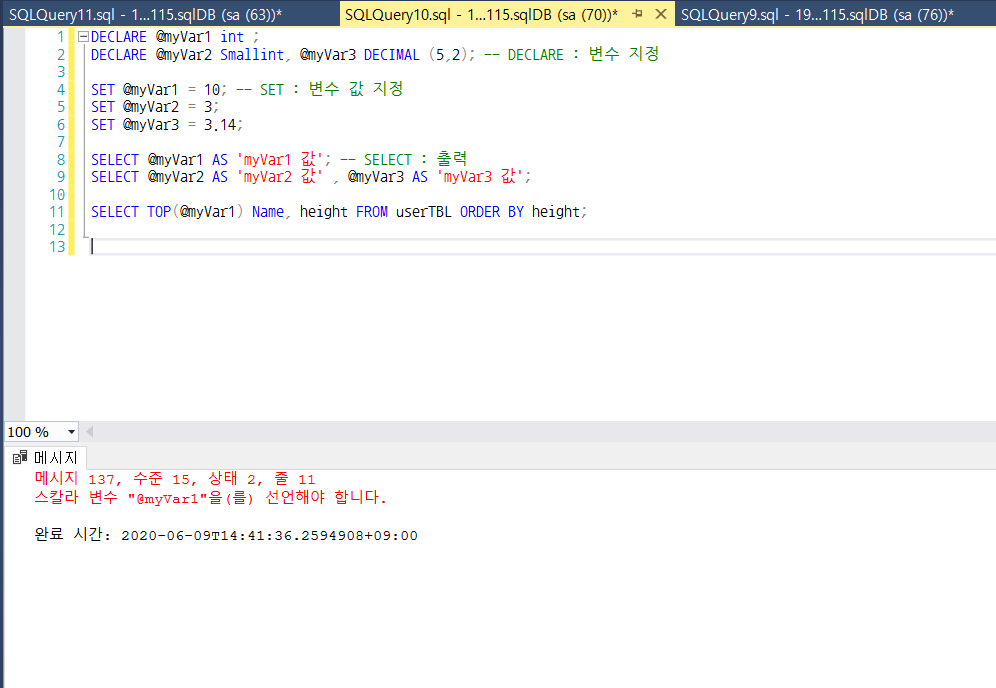 SQLQuery11.sql - 1...115.sqlDB (sa (63))* SQLQuery10.sql - 1...115.sqlDB (sa (70))* SQLQuery9.sql - 19...115.sqlDB (sa (76))*
1 DECLARE @myVar1 int ;
2 DECLARE @myVar2 Smallint, @myVar3 DECIMAL (5,2); -- DECLARE : 변수 지정
3
4 SET @myVar1 = 10; -- SET : 변수 값 지정
5 SET @myVar2 = 3;
6 SET @myVar3 = 3.14;
7
8 SELECT @myVar1 AS 'myVar1 값'; -- SELECT : 출력
9 SELECT @myVar2 AS 'myVar2 값' , @myVar3 AS 'myVar3 값';
10
11 SELECT TOP(@myVar1) Name, height FROM userTBL ORDER BY height;
12
13
100 %
메시지
메시지 137, 수준 15, 상태 2, 줄 11
스칼라 변수 "@myVar1"을(를) 선언해야 합니다.
완료 시간: 2020-06-09T14:41:36.2594908+09:00